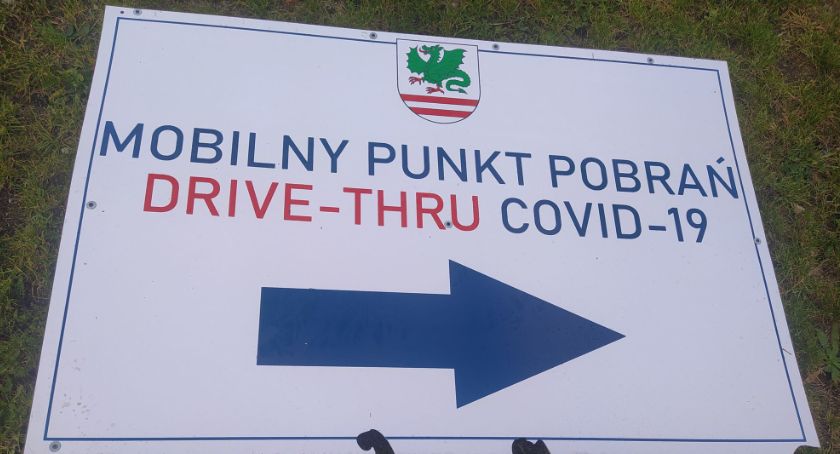 MOBILNY PUNKT POBRAŃ
DRIVE-THRU COVID-19